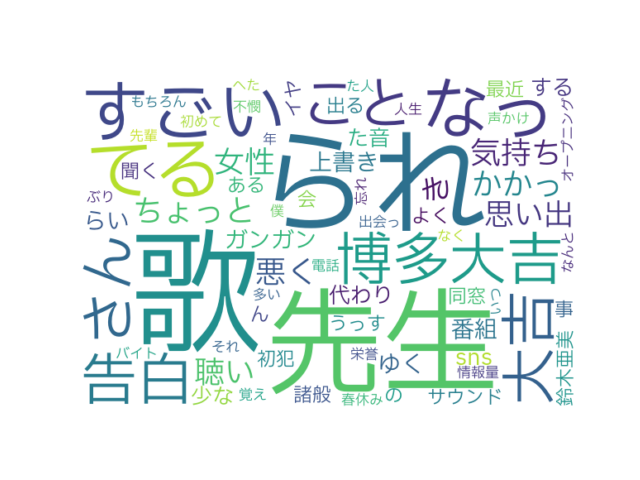 へた
た人
最近
する
もちろん
不憫
イヤ
出る
人生
すごい
こと
なっ
オープニング
先輩
初めて
年
た音
声かけ
てる
られ
気持ち
聞く
女性
上書き
ある
き
かかっ
ぶり
会
忘れ
よく
らい
ちょっと
僕
出会っ
思い出
なく
なんと
さん
歌
ガンガン
博多大吉
悪く
電話
多い
代わり
同窓
つい
事
ん
うっす
番組
大吉
先生
バイト
それ
初犯
栄誉
ゆく
sns
鈴木亜美
告白
聴い
情報量
少な
覚え
諸般
春休み
の
サウンド